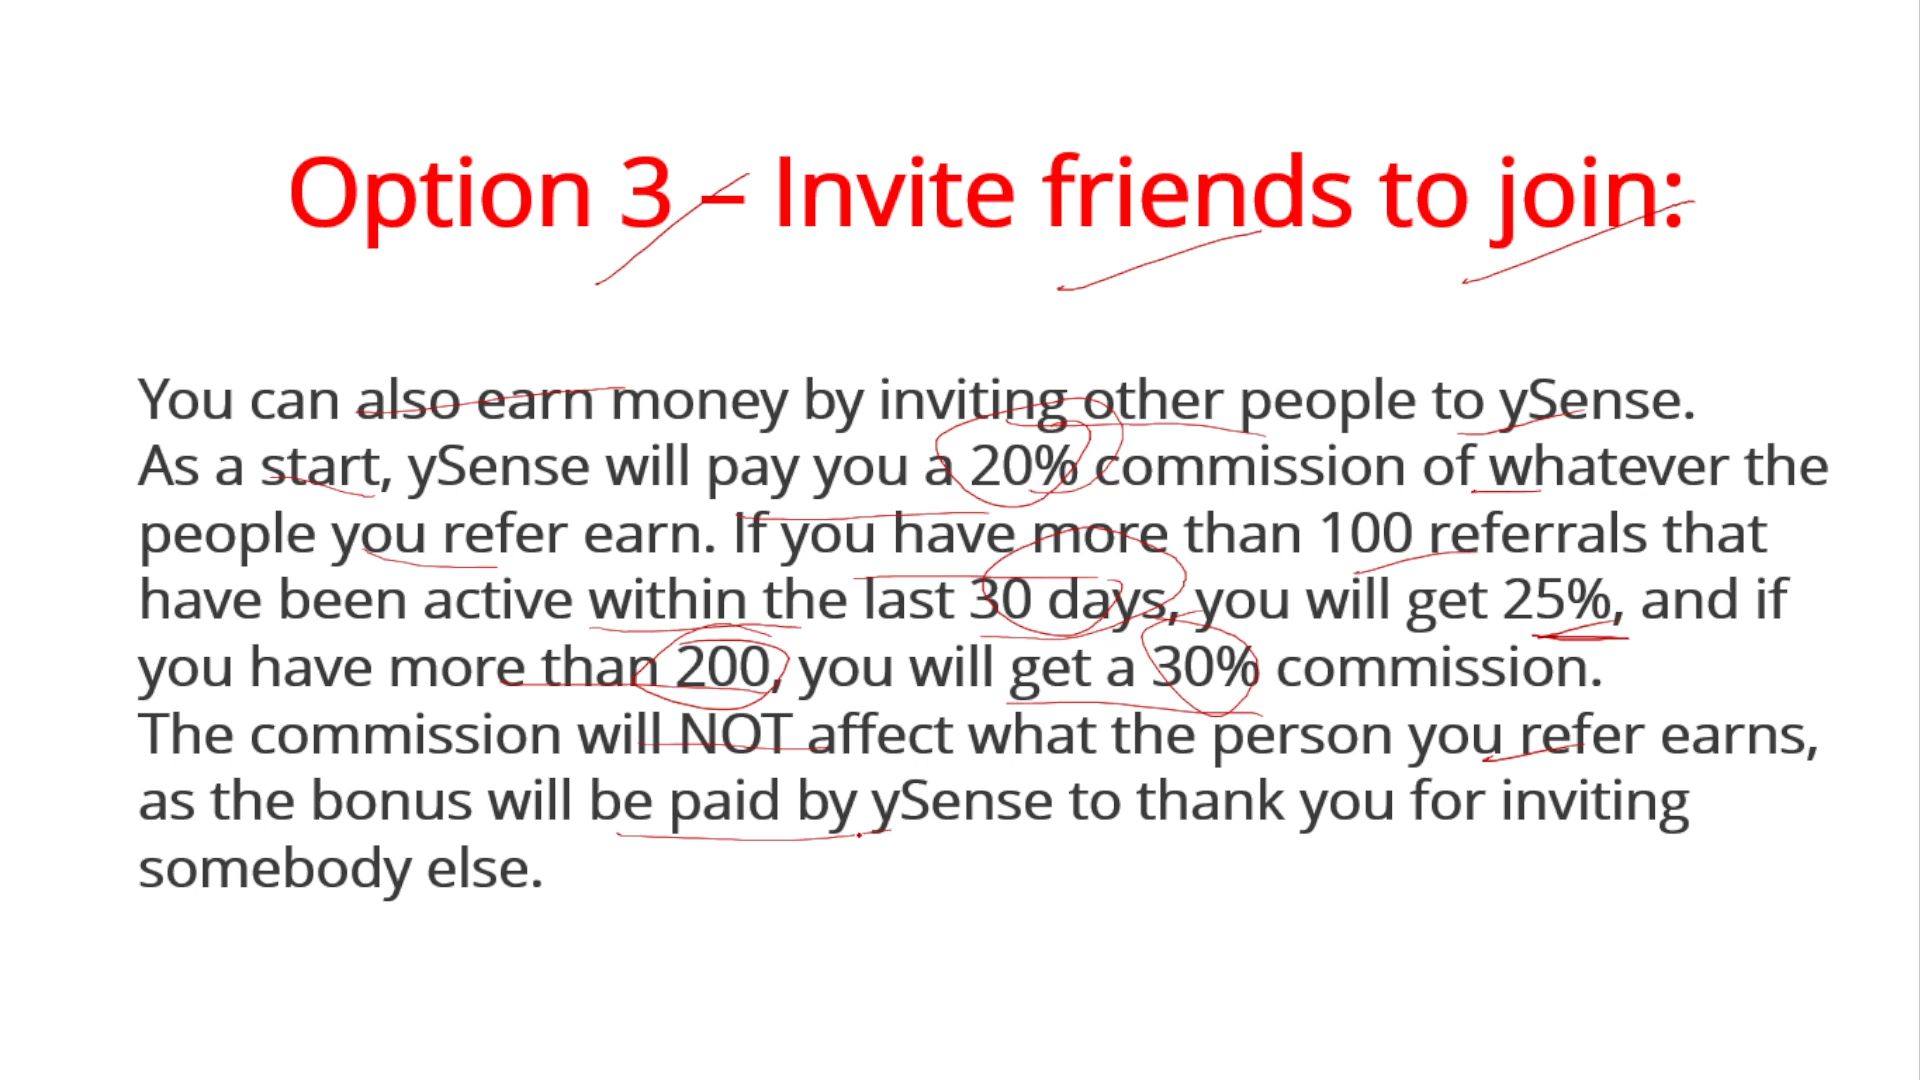 Option 3 – Invite friends to join:
You can also earn money by inviting other people to ySense.
As a start, ySense will pay you a 20% commission of whatever the
people you refer earn. If you have more than 100 referrals that
have been active within the last 30 days, you will get 25%, and if
you have more than 200, you will get a 30% commission.
The commission will NOT affect what the person you refer earns,
as the bonus will be paid by ySense to thank you for inviting
somebody else.